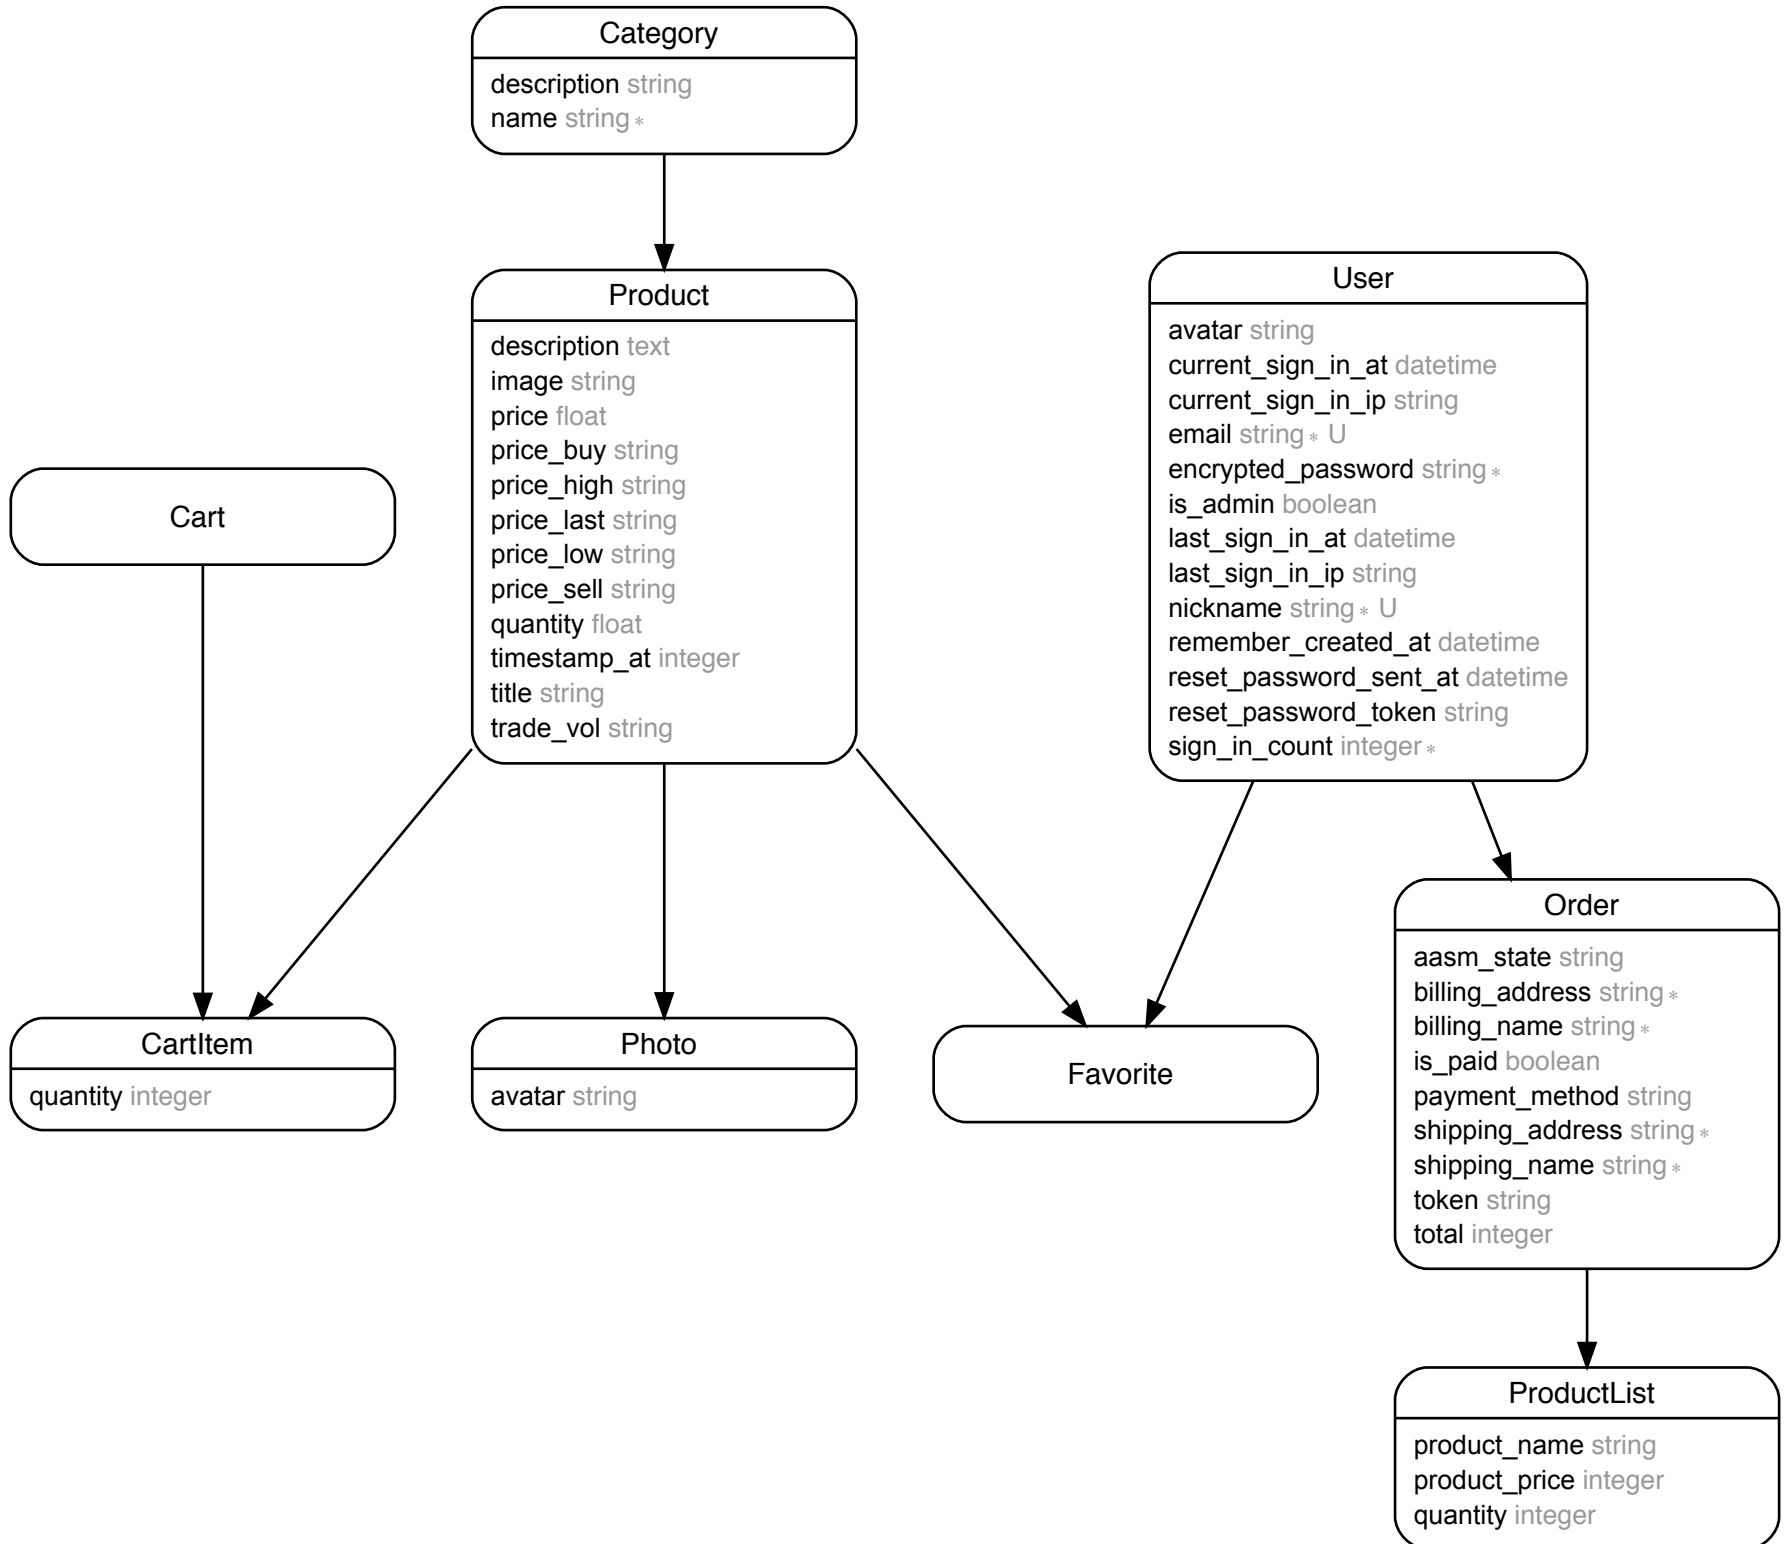 Category
description string
name string *
Product
description text
image string
price float
price_buy string
price_high string
price_last string
price_low string
price_sell string
quantity float
timestamp_at integer
title string
trade_vol string
User
avatar string
current_sign_in_at datetime
current_sign_in_ip string
email string * U
encrypted_password string *
is_admin boolean
last_sign_in_at datetime
last_sign_in_ip string
nickname string * U
remember_created_at datetime
reset_password_sent_at datetime
reset_password_token string
sign_in_count integer *
Cart
CartItem
quantity integer
Photo
avatar string
Favorite
Order
aasm_state string
billing_address string *
billing_name string *
is_paid boolean
payment_method string
shipping_address string *
shipping_name string *
token string
total integer
ProductList
product_name string
product_price integer
quantity integer